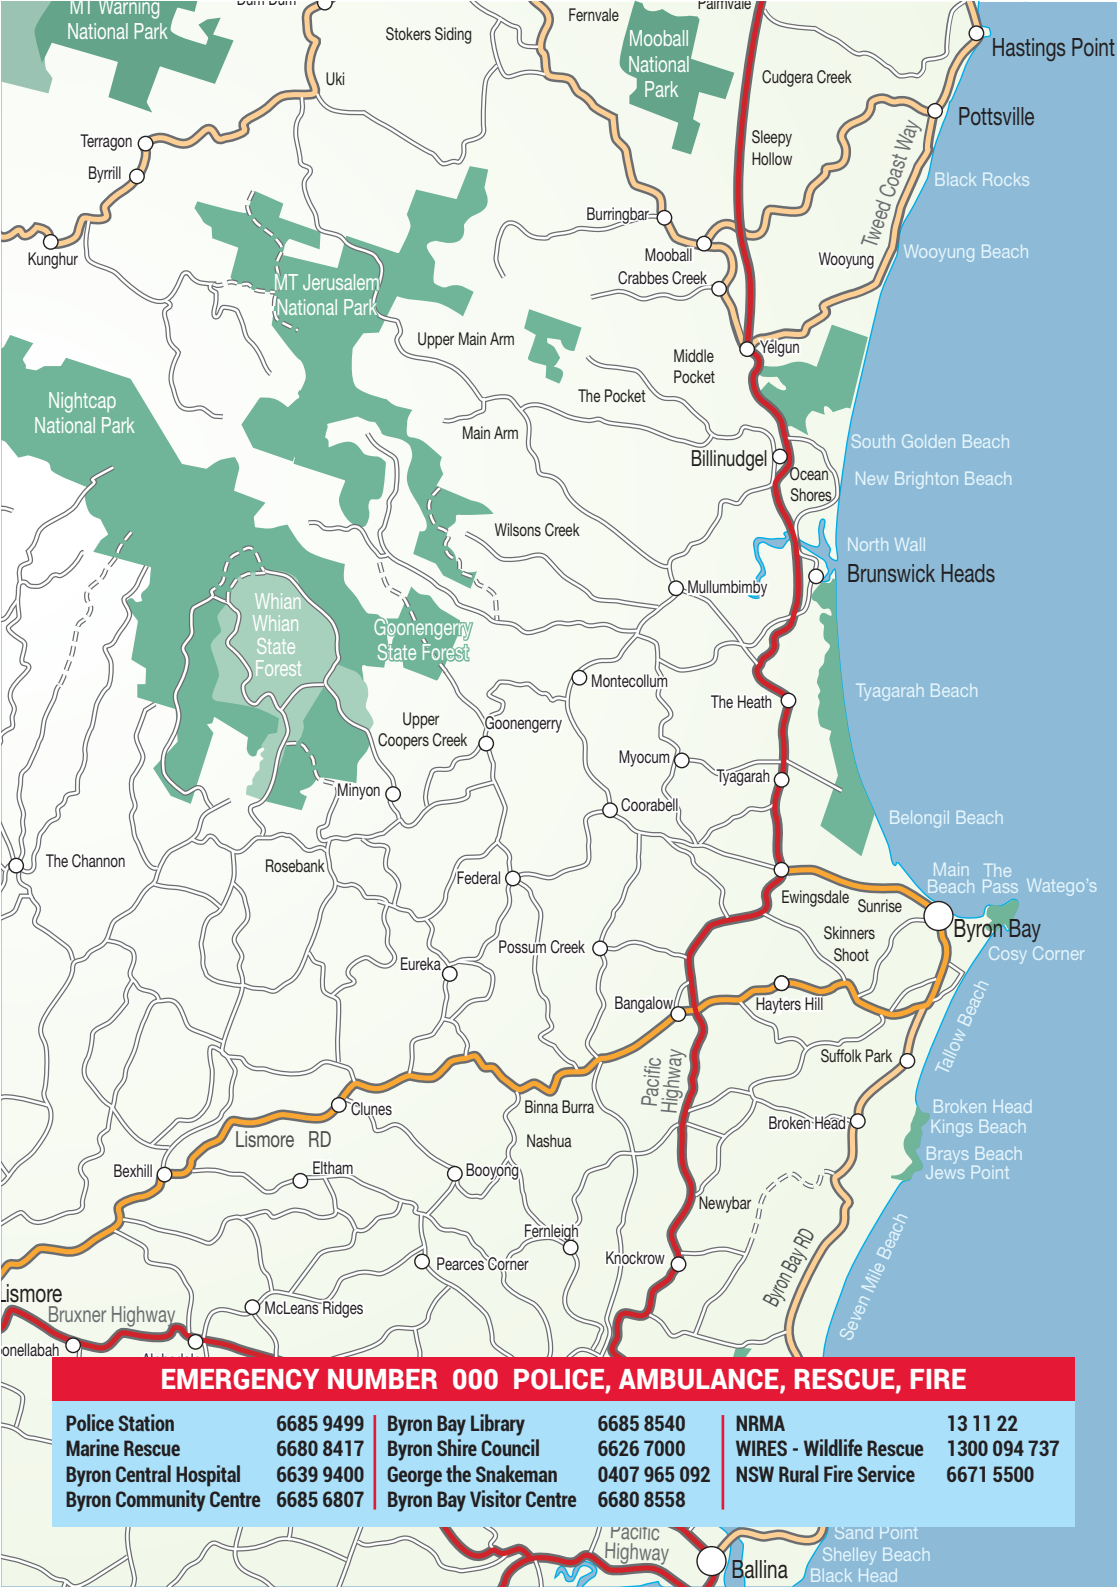 MT Warning
National Park
Stokers Siding
Fernvale
Mooball
National
Park
Hastings Point
Uki
Cudgera Creek
Pottsville
Terragon
Sleepy
Hollow
Byrrill
Black Rocks
Tweed Coast Way
Burringbar
Kunghur
Mooball
Wooyung
Wooyung Beach
MT Jerusalem
National Park
Crabbes Creek
Upper Main Arm
Yelgun
Middle
Pocket
Nightcap
National Park
The Pocket
Main Arm
South Golden Beach
Billinudgel
Ocean
Shores
New Brighton Beach
Wilsons Creek
North Wall
Brunswick Heads
Mullumbimby
Whian
Whian
State
Forest
Goonengerry
State Forest
Montecollum
Tyagarah Beach
The Heath
Upper
Coopers Creek
Goonengerry
Myocum
Tyagarah
Minyon
Coorabell
Belongil Beach
The Channon
Rosebank
Federal
Main
Beach
The
Pass
Watego's
Ewingsdale
Sunrise
Byron Bay
Skinners
Shoot
Possum Creek
Cosy Corner
Eureka
Bangalow
Hayters Hill
Tallow Beach
Suffolk Park
Pacific
Highway
Clunes
Binna Burra
Broken Head
Broken Head
Kings Beach
Lismore RD
Nashua
Brays Beach
Jews Point
Bexhill
Eltham
Booyong
Newybar
Fernleigh
Byron Bay RD
Seven Mile Beach
Pearces Corner
Knockrow
Lismore
Bruxner Highway
McLeans Ridges
onellabah
EMERGENCY NUMBER 000 POLICE, AMBULANCE, RESCUE, FIRE
Police Station 6685 9499
Marine Rescue 6680 8417
Byron Central Hospital 6639 9400
Byron Community Centre 6685 6807
Byron Bay Library 6685 8540
Byron Shire Council 6626 7000
George the Snakeman 0407 965 092
Byron Bay Visitor Centre 6680 8558
NRMA 13 11 22
WIRES - Wildlife Rescue 1300 094 737
NSW Rural Fire Service 6671 5500
Pacific
Highway
Ballina
Sand Point
Shelley Beach
Black Head